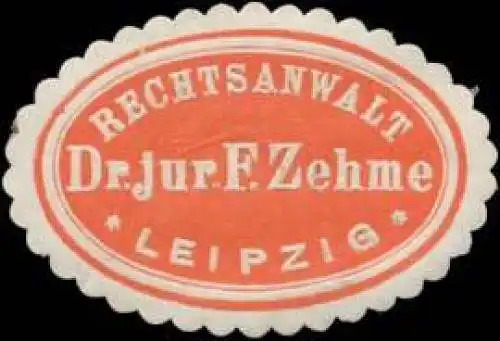 RECHTSANWALT
Dr. jur. F. Zehme
* LEIPZIG *